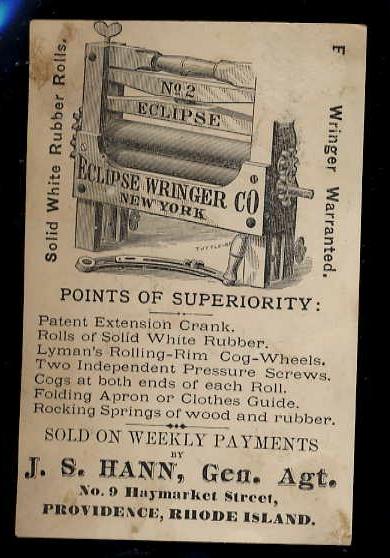 Solid White Rubber Rolls.
F Wringer Warranted.
No 2
ECLIPSE
ECLIPSE WRINGER CO
NEW YORK
POINTS OF SUPERIORITY:
Patent Extension Crank.
Rolls of Solid White Rubber.
Lyman's Rolling-Rim Cog-Wheels.
Two Independent Pressure Screws.
Cogs at both ends of each Roll.
Folding Apron or Clothes Guide.
Rocking Springs of wood and rubber.
SOLD ON WEEKLY PAYMENTS
BY
J. S. HANN, Gen. Agt.
No. 9 Haymarket Street,
PROVIDENCE, RHODE ISLAND.